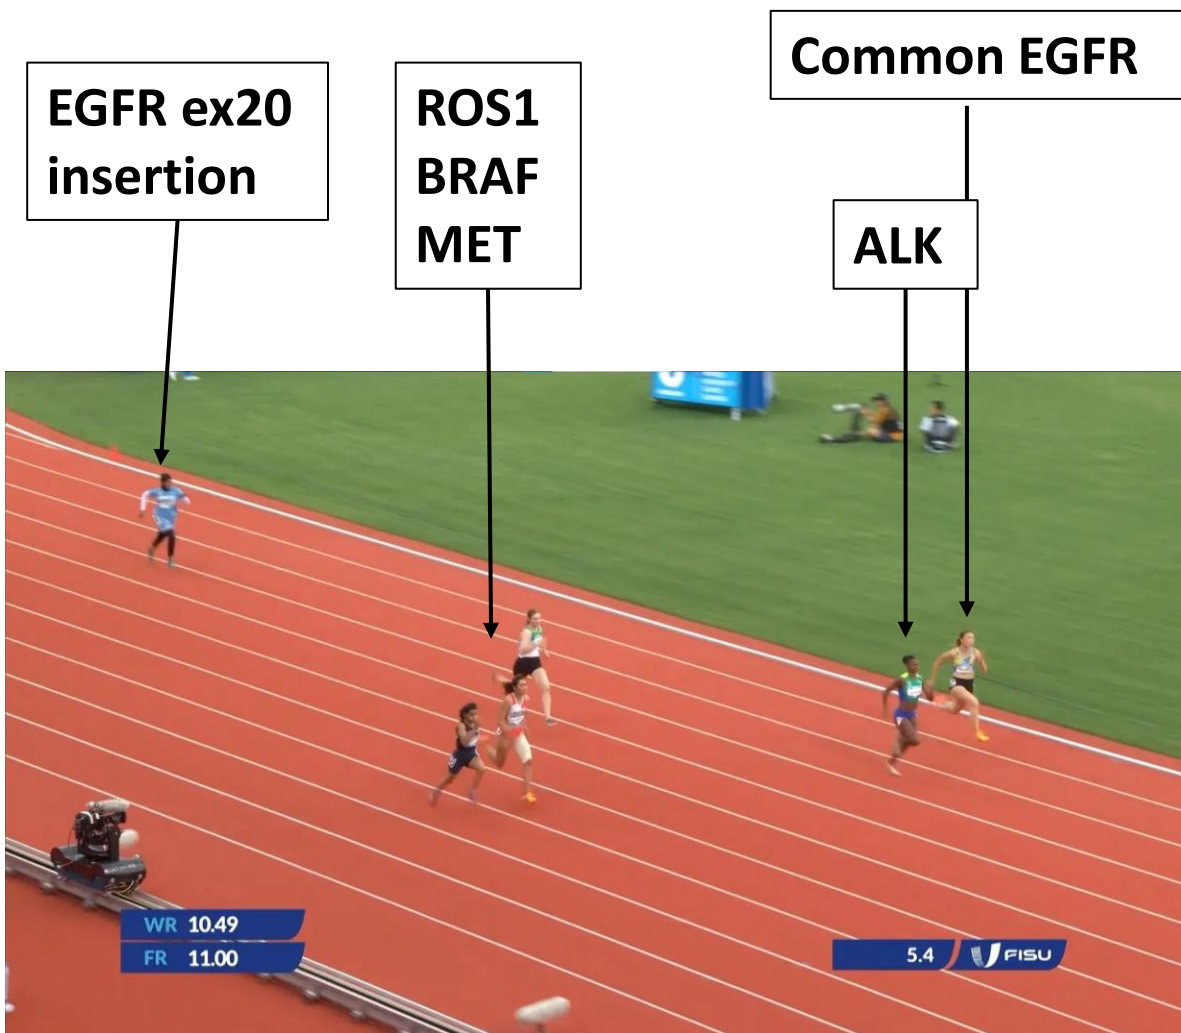 Common EGFR
EGFR ex20
insertion
ROS1
BRAF
MET
ALK
WR 10.49
FR 11.00
5.4 FISU